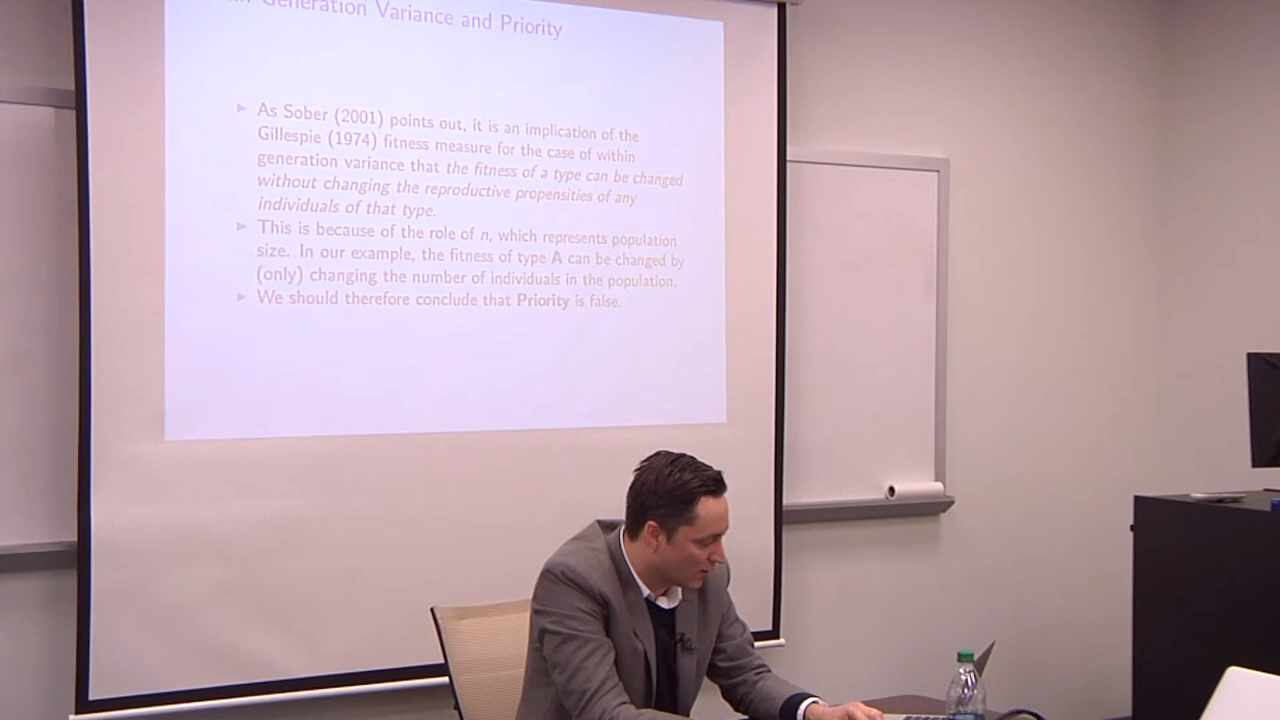 Generation Variance and Priority
As Sober (2001) points out, it is an implication of the
Gillespie (1974) fitness measure for the case of within
generation variance that the fitness of a type can be changed
without changing the reproductive propensities of any
individuals of that type.
This is because of the role of n, which represents population
size. In our example, the fitness of type A can be changed by
(only) changing the number of individuals in the population.
We should therefore conclude that Priority is false.